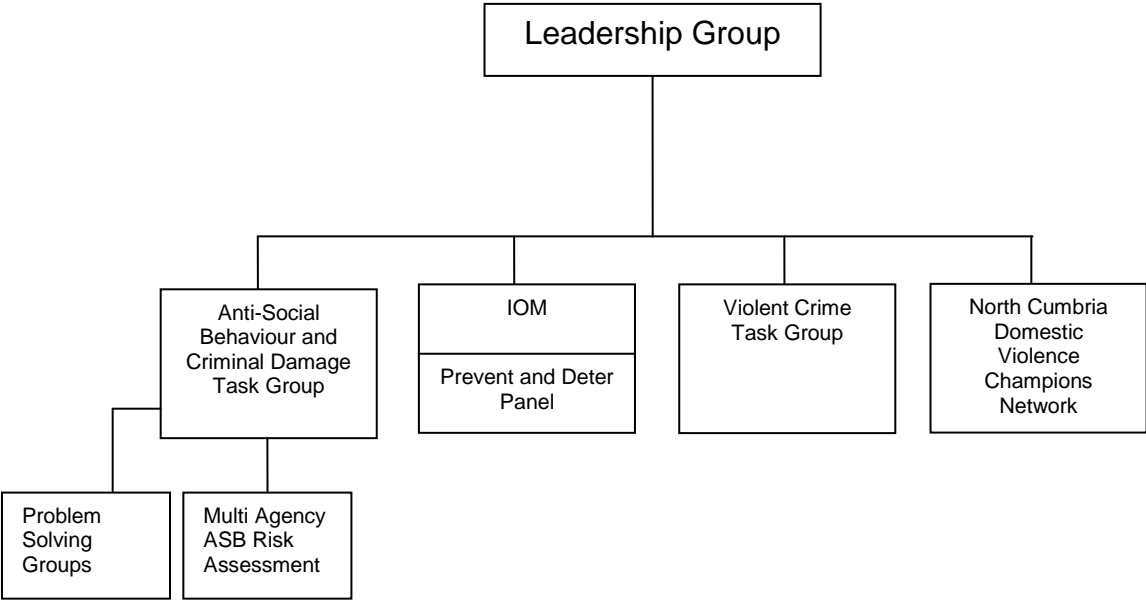 Leadership Group
Anti-Social
Behaviour and
Criminal Damage
Task Group
IOM
Prevent and Deter
Panel
Violent Crime
Task Group
North Cumbria
Domestic
Violence
Champions
Network
Problem
Solving
Groups
Multi Agency
ASB Risk
Assessment